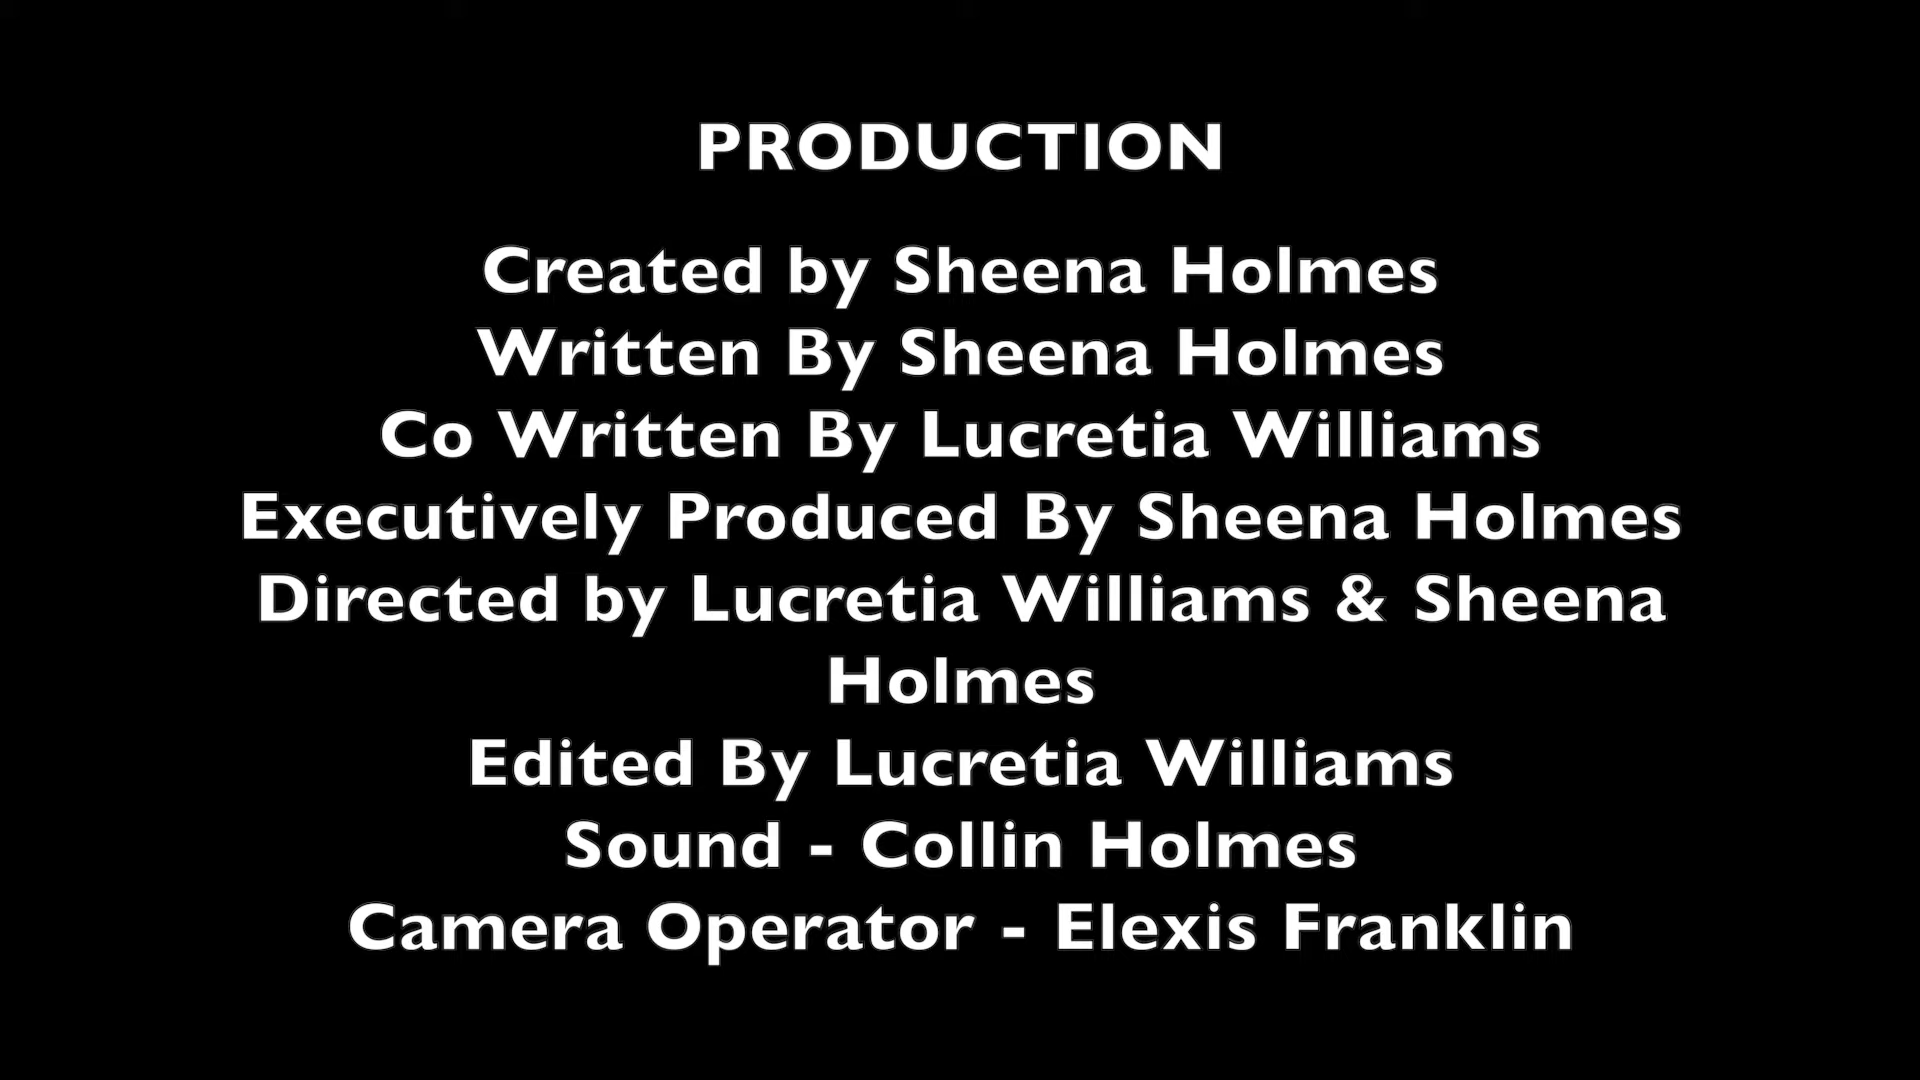 PRODUCTION
Created by Sheena Holmes
Written By Sheena Holmes
Co Written By Lucretia Williams
Executively Produced By Sheena Holmes
Directed by Lucretia Williams & Sheena
Holmes
Edited By Lucretia Williams
Sound - Collin Holmes
Camera Operator - Elexis Franklin